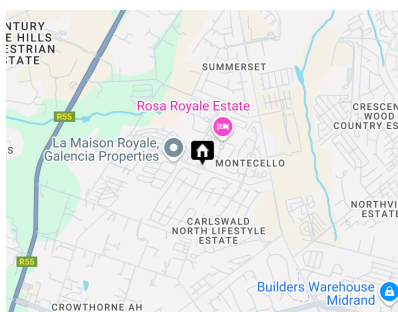 NTURY
E HILLS
ESTRIAN
STATE
SUMMERSET
Rosa Royale Estate
R55
CRESCEN
WOOD
COUNTRY ES
S
La Maison Royale,
Galencia Properties
MONTECELLO
NORTHVI
ESTATE
CARLSWALD
NORTH LIFESTYLE
ESTATE
R55
Builders Warehouse
Midrand
CROWTHORNE AH